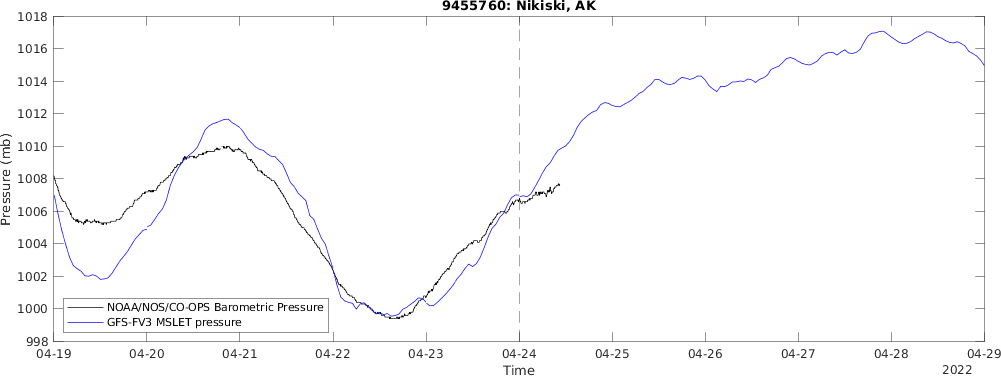 9455760: Nikiski, AK
1018
1016
1014
1012
1010
1008
1006
1004
1002
1000
998
Pressure (mb)
NOAA/NOS/CO-OPS Barometric Pressure
GFS-FV3 MSLET pressure
04-19 04-20 04-21 04-22 04-23 04-24 04-25 04-26 04-27 04-28 04-29
Time
2022